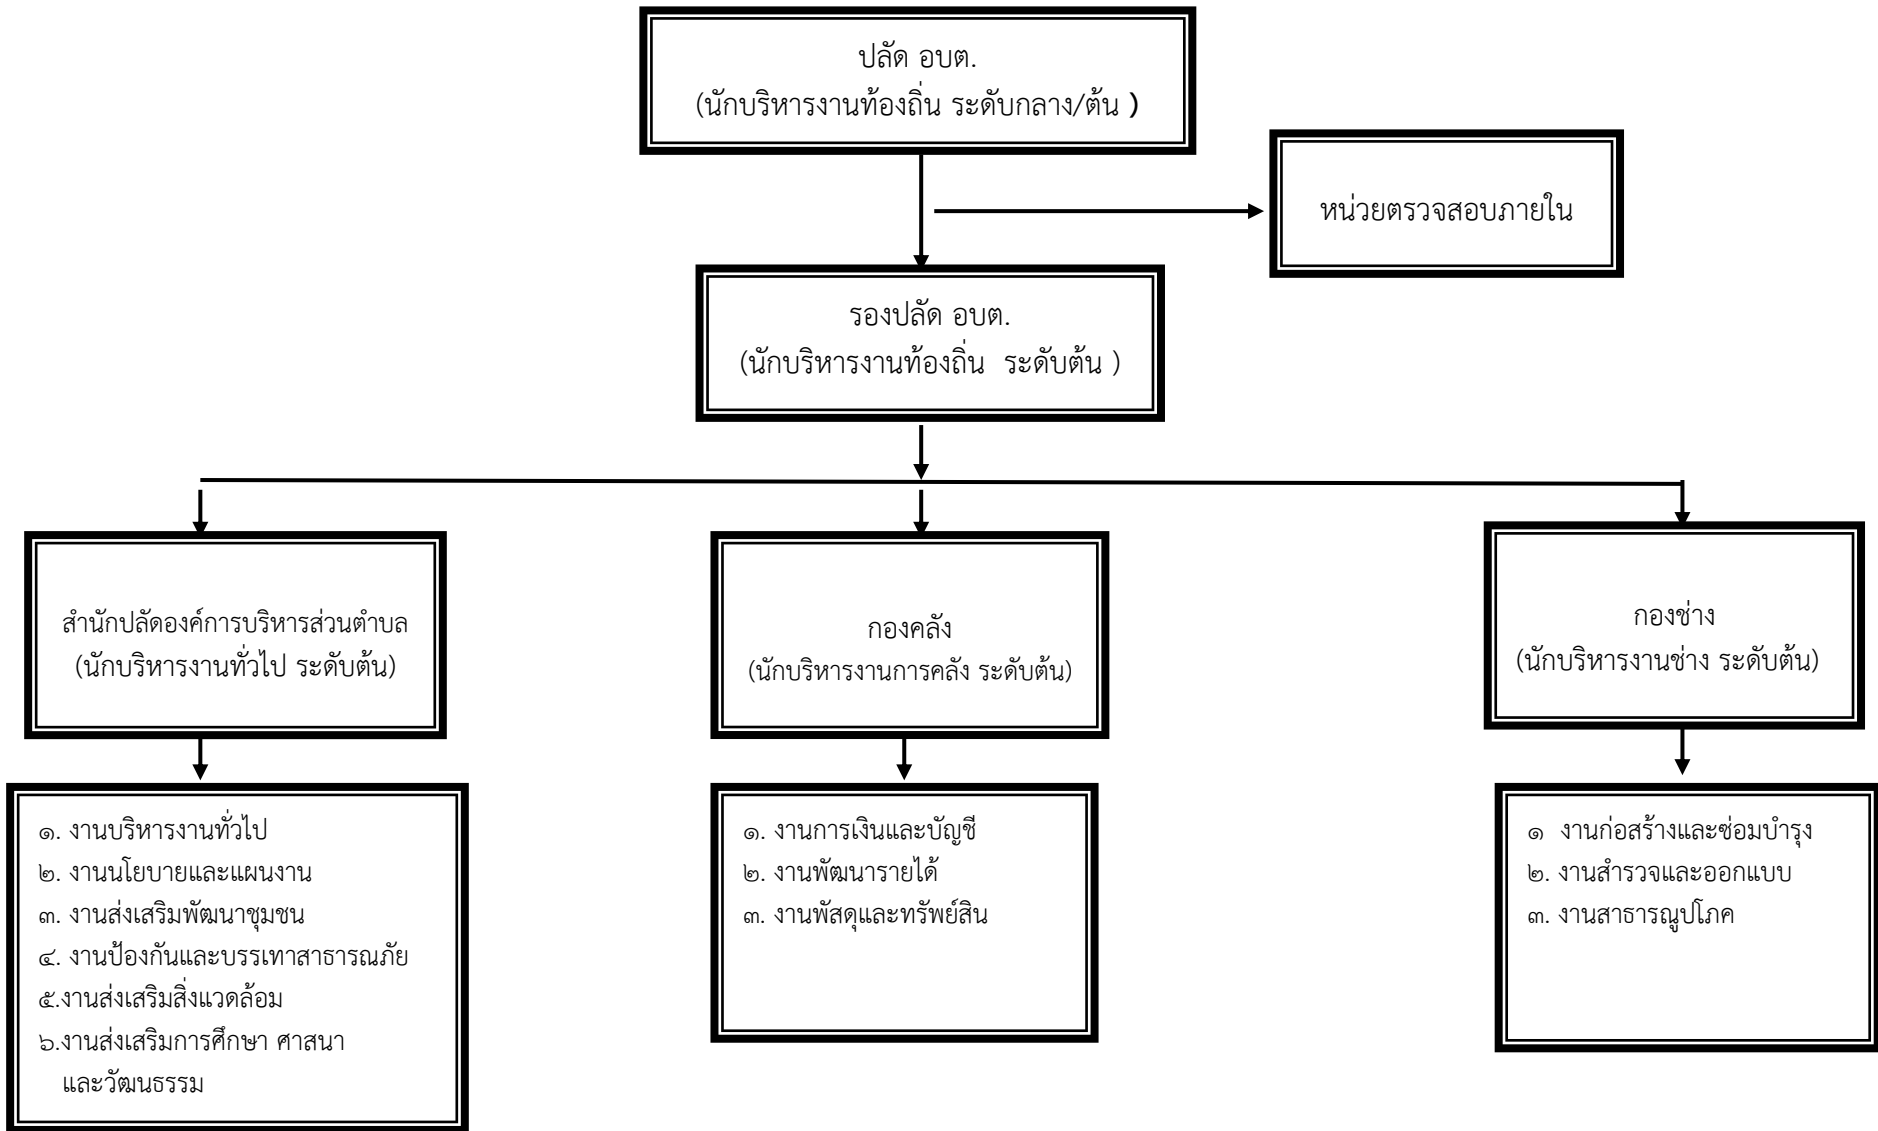 ปลัด อบต.
(นักบริหารงานท้องถิ่น ระดับกลาง/ต้น )
หน่วยตรวจสอบภายใน
รองปลัด อบต.
(นักบริหารงานท้องถิ่น  ระดับต้น )
สำนักปลัดองค์การบริหารส่วนตำบล
(นักบริหารงานทั่วไป ระดับต้น)
กองคลัง
(นักบริหารงานการคลัง ระดับต้น)
กองช่าง
(นักบริหารงานช่าง ระดับต้น)
๑. งานบริหารงานทั่วไป
๒. งานนโยบายและแผนงาน
๓. งานส่งเสริมพัฒนาชุมชน
๔. งานป้องกันและบรรเทาสาธารณภัย
๕.งานส่งเสริมสิ่งแวดล้อม
๖.งานส่งเสริมการศึกษา ศาสนา
และวัฒนธรรม
๑. งานการเงินและบัญชี
๒. งานพัฒนารายได้
๓. งานพัสดุและทรัพย์สิน
๑  งานก่อสร้างและซ่อมบำรุง
๒. งานสำรวจและออกแบบ
๓. งานสาธารณูปโภค